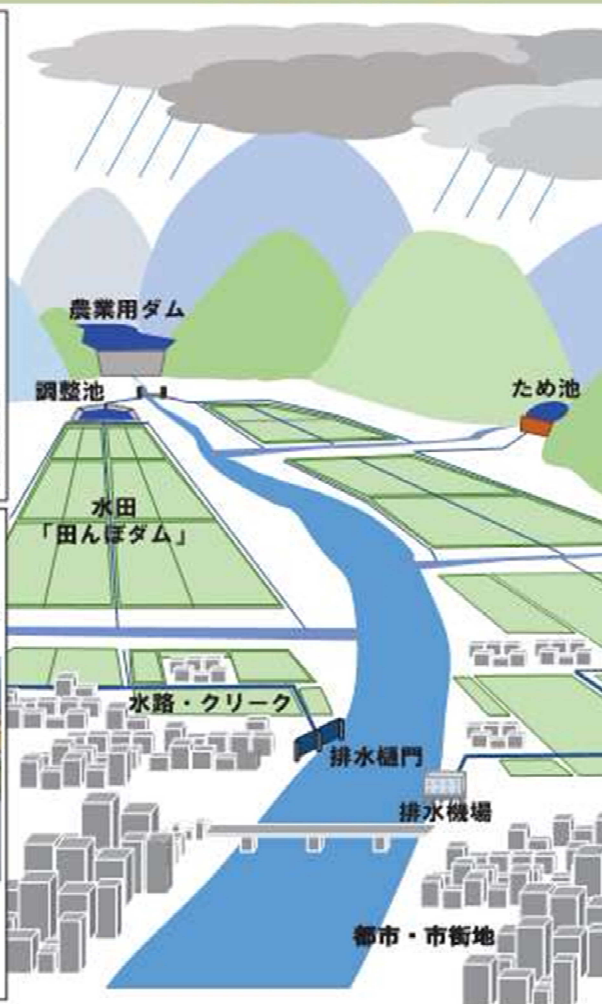 農業用ダム
調整池
ため池
水田
「田んぼダム」
水路・クリーク
排水樋門
排水機場
都市・市街地